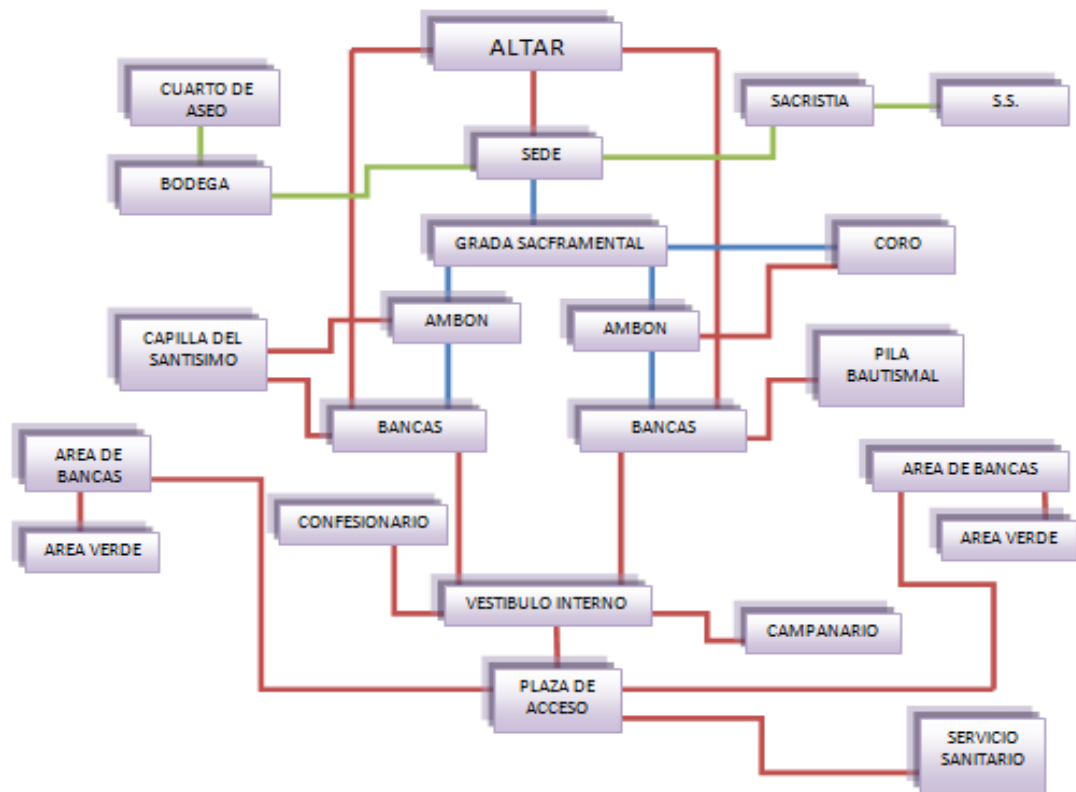 ALTAR
CUARTO DE
ASEO
SACRISTIA
S.S.
SEDE
BODEGA
GRADA SACFRAMENTAL
CORO
AMBON
AMBON
CAPILLA DEL
SANTISIMO
PILA
BAUTISMAL
BANCAS
BANCAS
AREA DE
BANCAS
AREA DE BANCAS
CONFESIONARIO
AREA VERDE
AREA VERDE
VESTIBULO INTERNO
CAMPANARIO
PLAZA DE
ACCESO
SERVICIO
SANITARIO